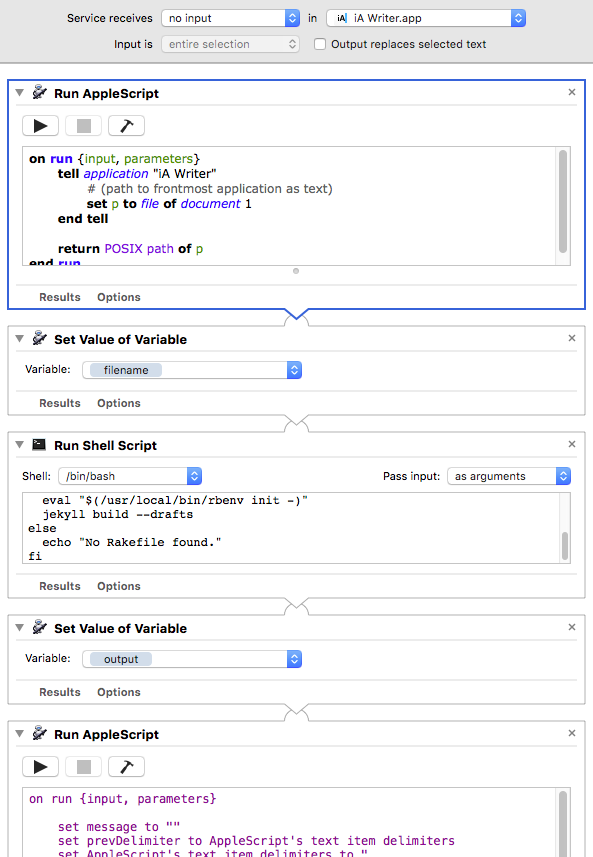 Service receives no input in iA iA Writer.app
Input is entire selection Output replaces selected text
Run AppleScript
on run {input, parameters}
tell application "iA Writer"
# (path to frontmost application as text)
set p to file of document 1
end tell
return POSIX path of p
end run
Results Options
Set Value of Variable
Variable: filename
Results Options
Run Shell Script
Shell: /bin/bash Pass input: as arguments
eval "$(/usr/local/bin/rbenv init -)"
jekyll build --drafts
else
echo "No Rakefile found."
fi
Results Options
Set Value of Variable
Variable: output
Results Options
Run AppleScript
on run {input, parameters}
set message to ""
set prevDelimiter to AppleScript's text item delimiters
set AppleScript's text item delimiters to "